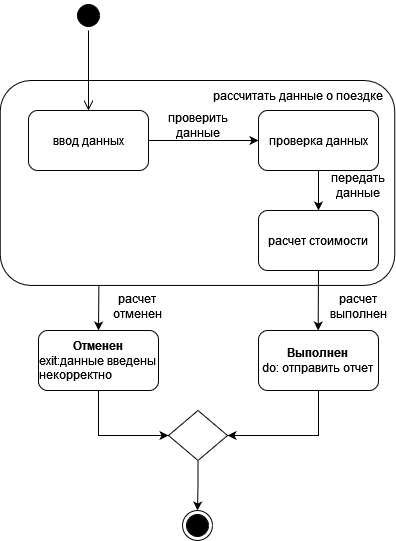 рассчитать данные о поездке
ввод данных
проверить
данные
проверка данных
передать
данные
расчет стоимости
расчет
отменен
расчет
выполнен
Отменен
exit:данные введены
некорректно
Выполнен
do: отправить отчет